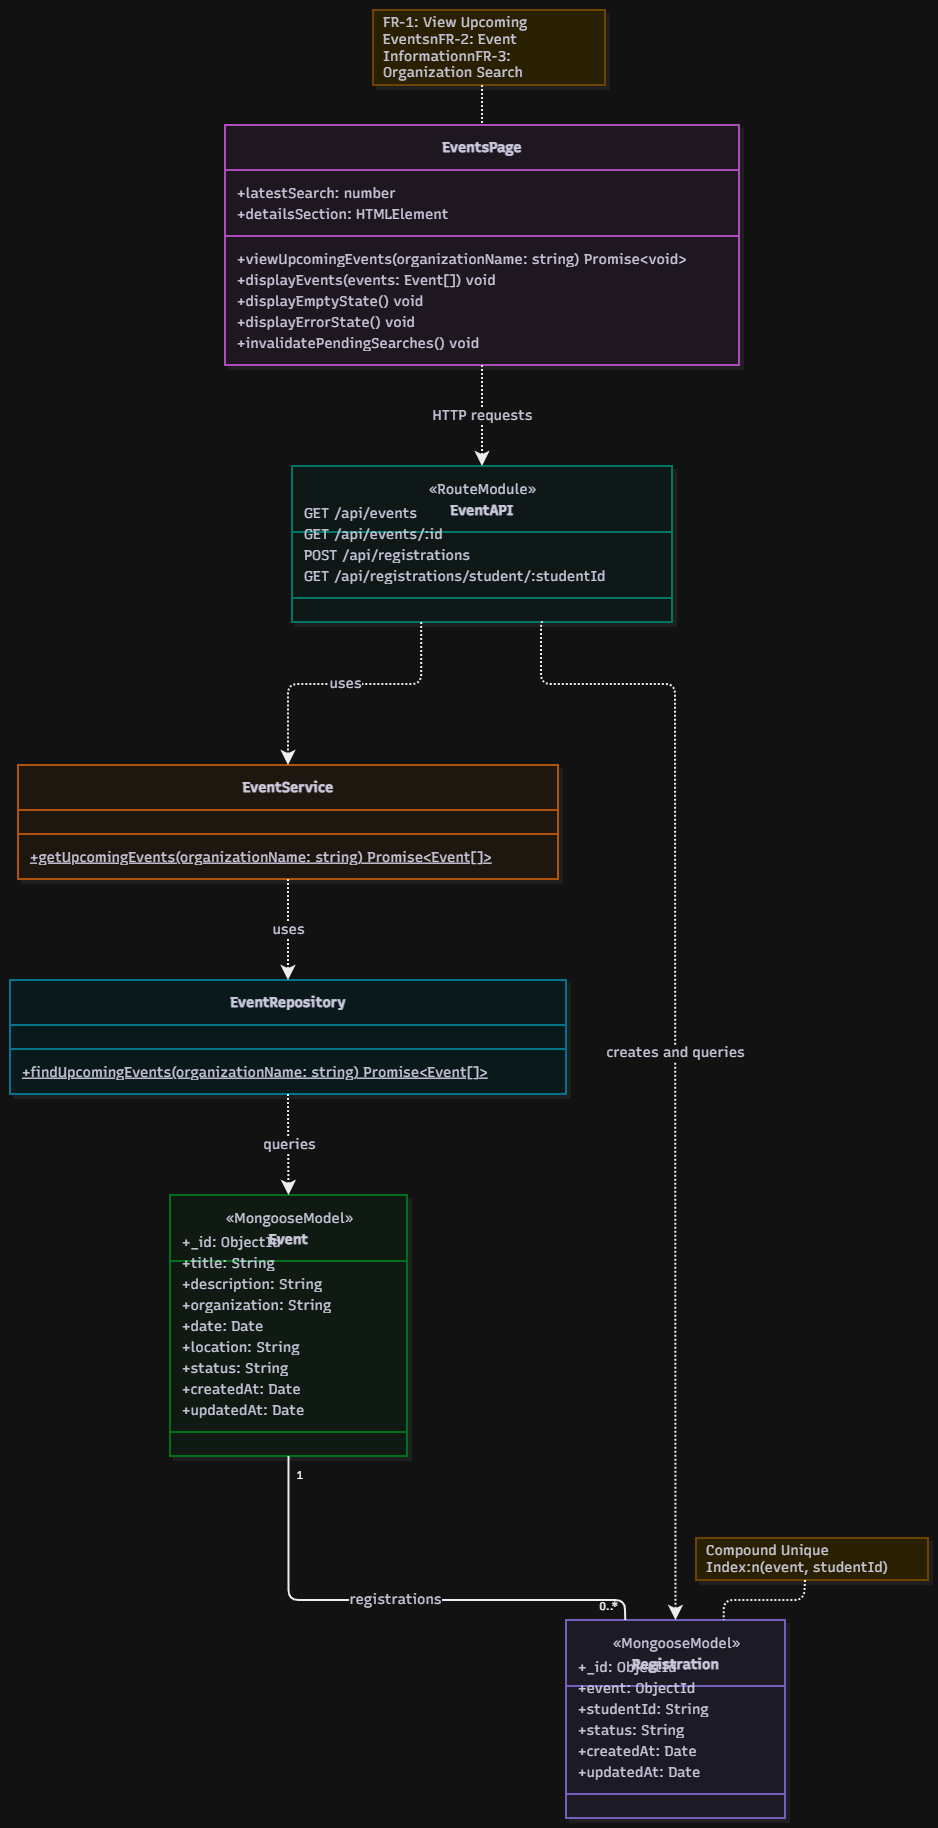 FR-1: View Upcoming
EventsnFR-2: Event
InformationnFR-3:
Organization Search
EventsPage
+latestSearch: number
+detailsSection: HTMLElement
+viewUpcomingEvents(organizationName: string) Promise<void>
+displayEvents(events: Event[]) void
+displayEmptyState() void
+displayErrorState() void
+invalidatePendingSearches() void
HTTP requests
«RouteModule»
EventAPI
GET /api/events
GET /api/events/:id
POST /api/registrations
GET /api/registrations/student/:studentId
uses
EventService
+getUpcomingEvents(organizationName: string) Promise<Event[]>
uses
EventRepository
+findUpcomingEvents(organizationName: string) Promise<Event[]>
creates and queries
queries
«MongooseModel»
Event
+_id: ObjectId
+title: String
+description: String
+organization: String
+date: Date
+location: String
+status: String
+createdAt: Date
+updatedAt: Date
1
Compound Unique
Index:n(event, studentId)
registrations
0..*
«MongooseModel»
Registration
+_id: ObjectId
+event: ObjectId
+studentId: String
+status: String
+createdAt: Date
+updatedAt: Date